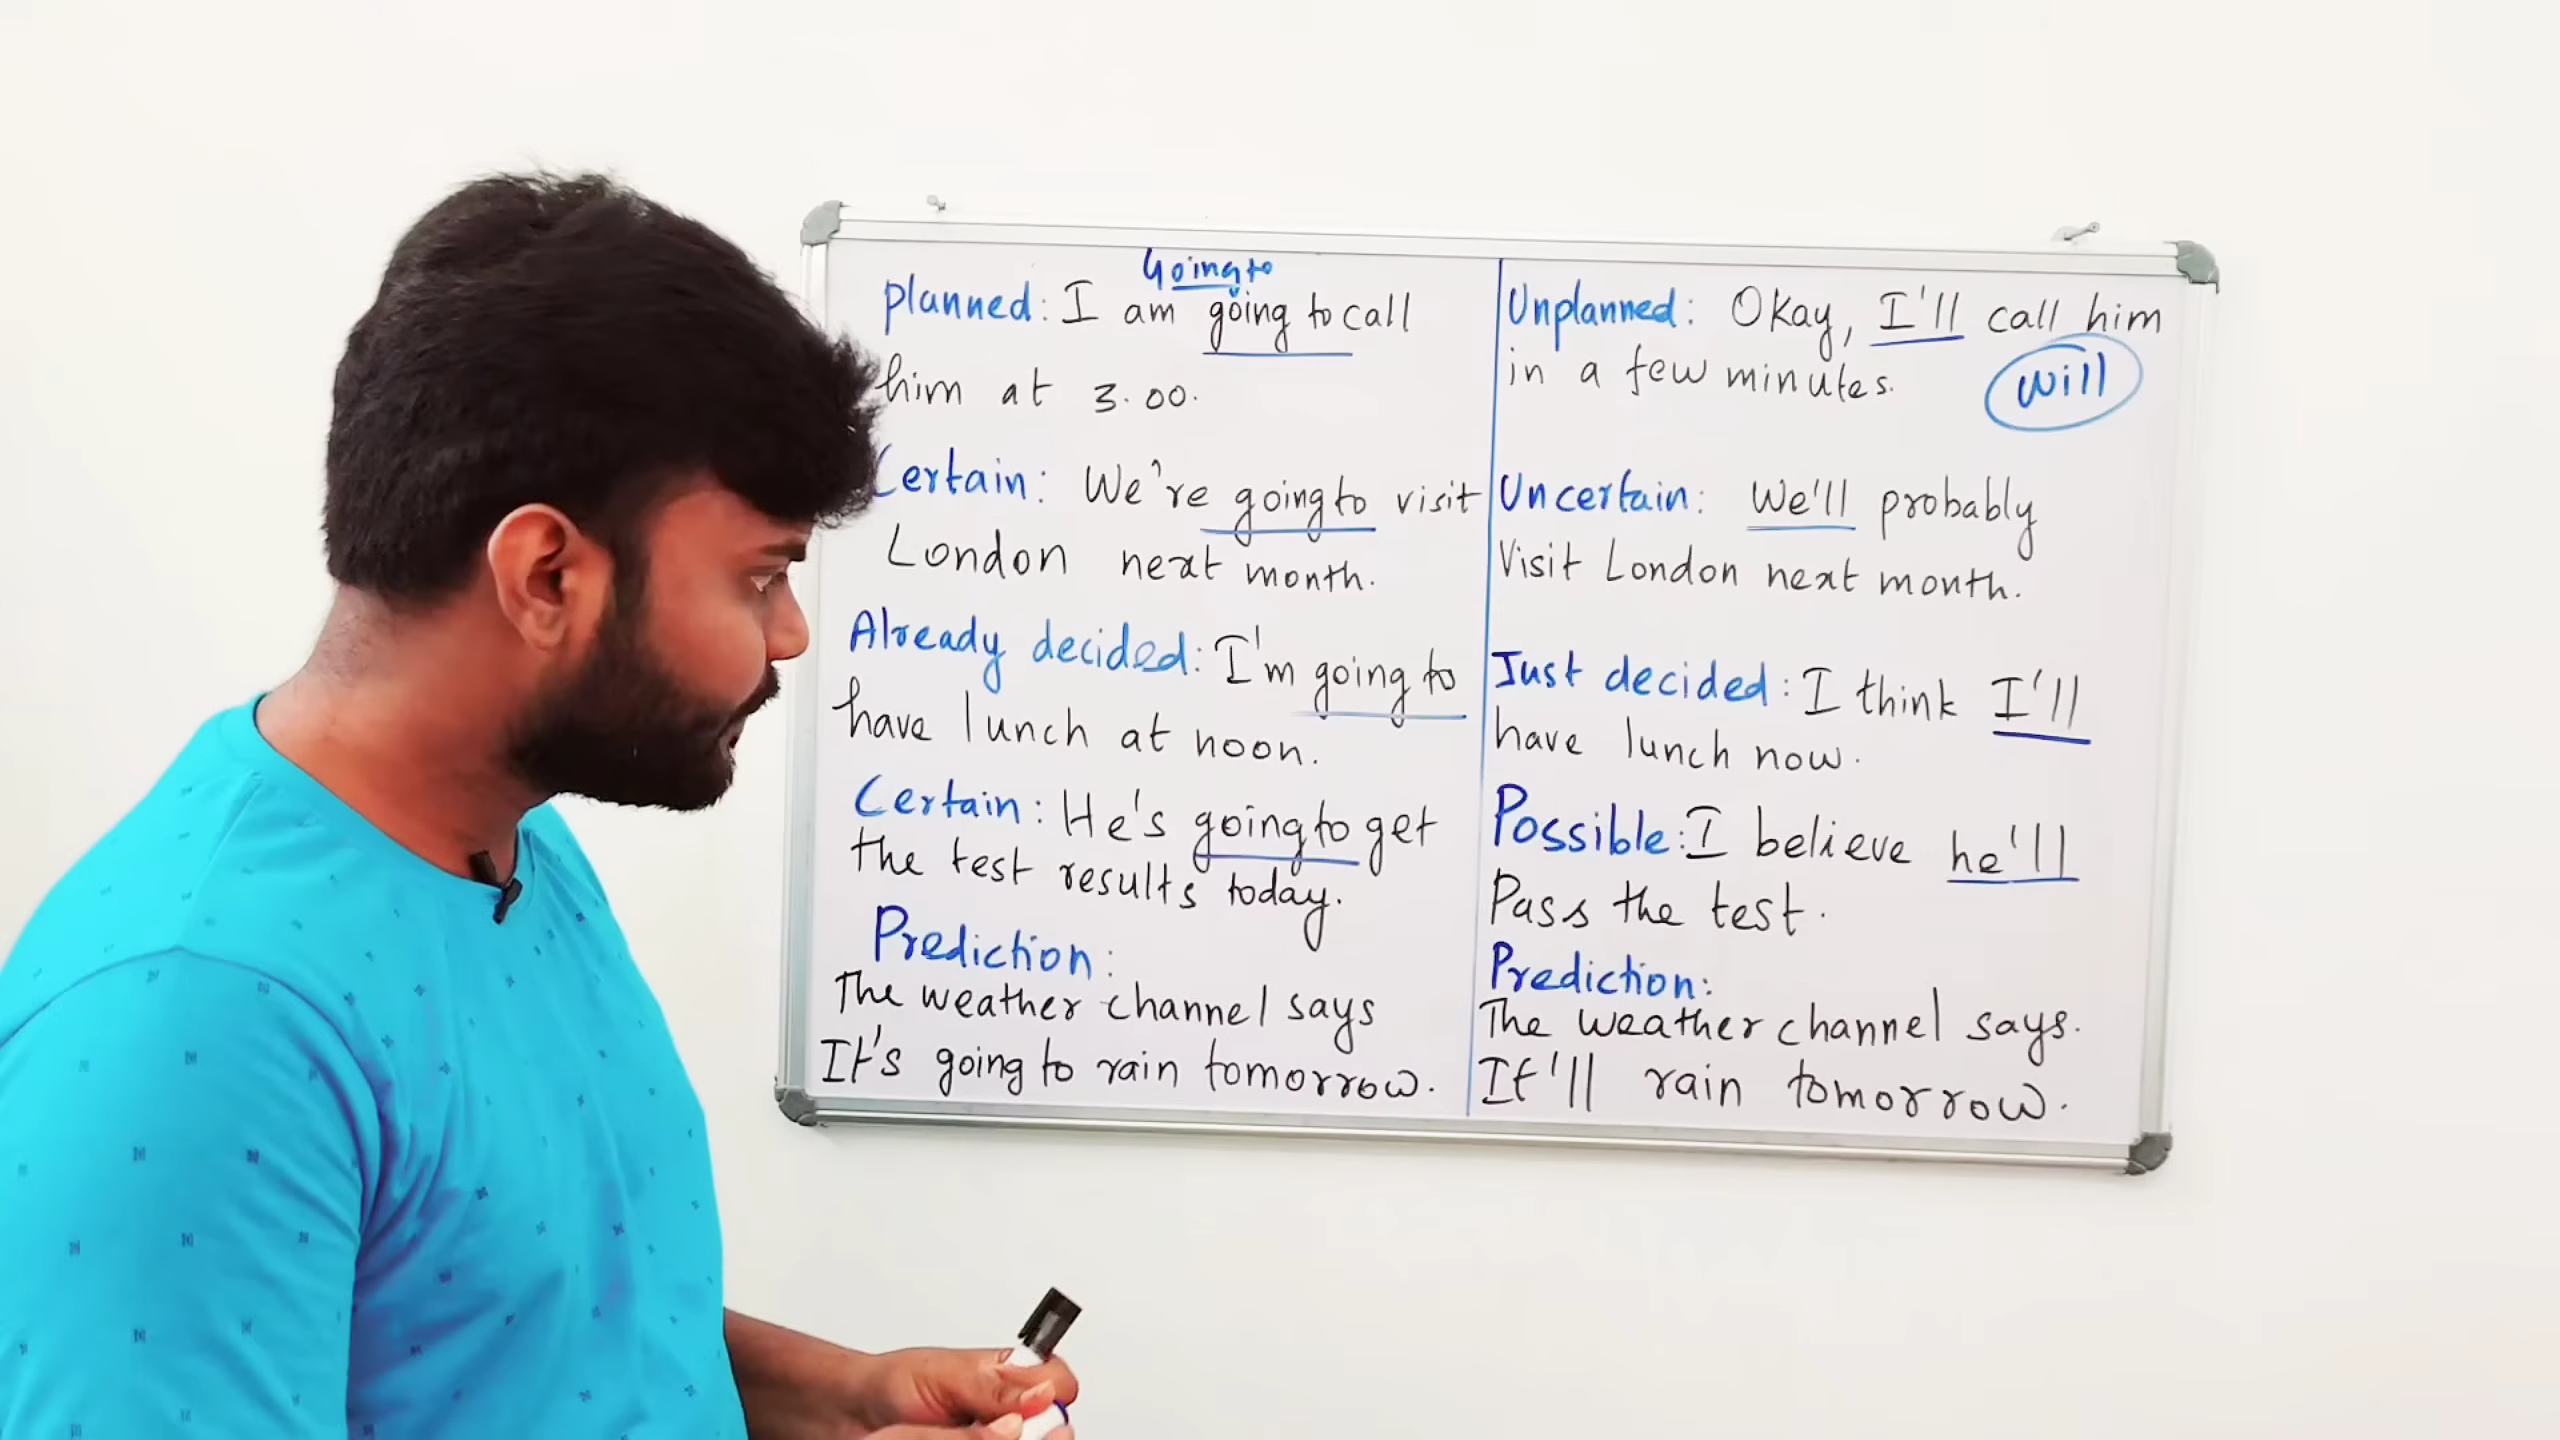 Going to
planned: I am going to call
him at 3.00.
Certain: We're going to visit
London next month.
Already decided: I'm going to
have lunch at noon.
Certain: He's going to get
the test results today.
Prediction:
The weather channel says
It's going to rain tomorrow.
Unplanned: Okay, I'll call him
in a few minutes.
will
Uncertain: We'll probably
Visit London next month.
Just decided: I think I'll
have lunch now.
Possible: I believe he'll
Pass the test.
Prediction:
The weather channel says.
It'll rain tomorrow.